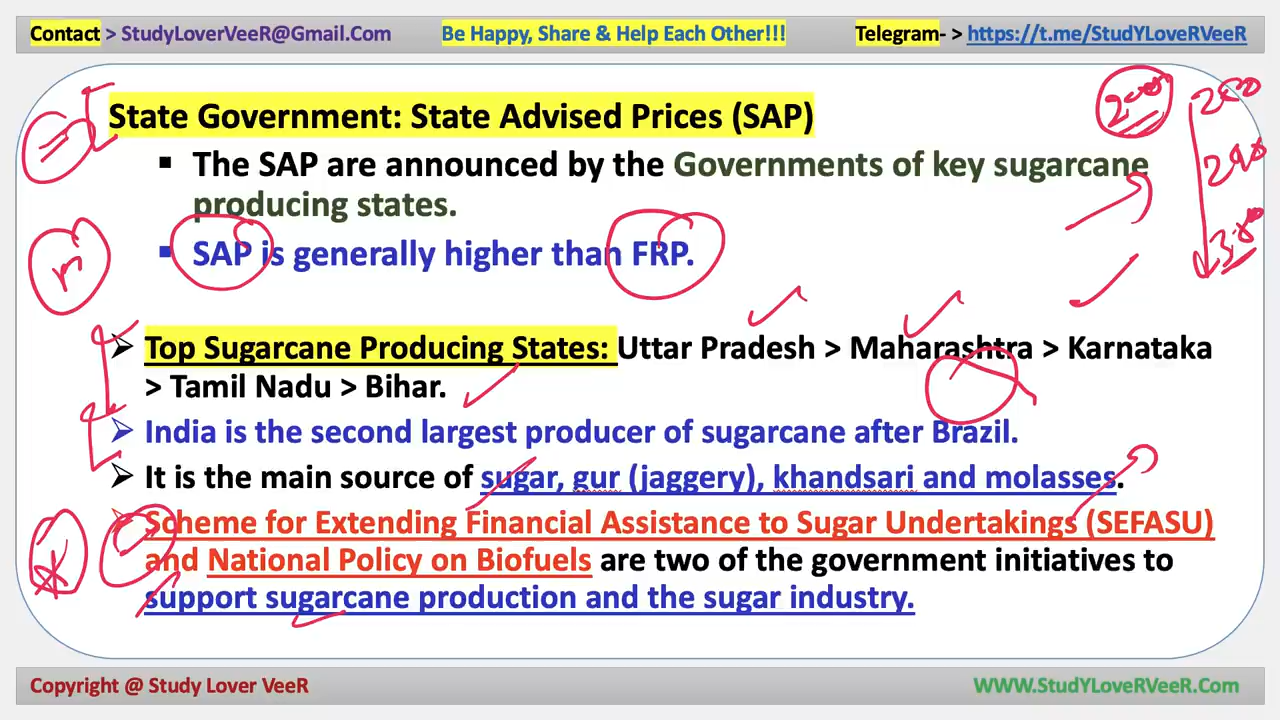 Contact > StudyLoverVeeR@Gmail.Com Be Happy, Share & Help Each Other!!! Telegram- > https://t.me/StudYLoveRVeeR
State Government: State Advised Prices (SAP)
▪ The SAP are announced by the Governments of key sugarcane
producing states.
▪ SAP is generally higher than FRP.
200
280
290
300
➢ Top Sugarcane Producing States: Uttar Pradesh > Maharashtra > Karnataka
> Tamil Nadu > Bihar.
➢ India is the second largest producer of sugarcane after Brazil.
➢ It is the main source of sugar, gur (jaggery), khandsari and molasses.
➢ Scheme for Extending Financial Assistance to Sugar Undertakings (SEFASU)
and National Policy on Biofuels are two of the government initiatives to
support sugarcane production and the sugar industry.
Copyright @ Study Lover VeeR WWW.StudYLoveRVeeR.Com